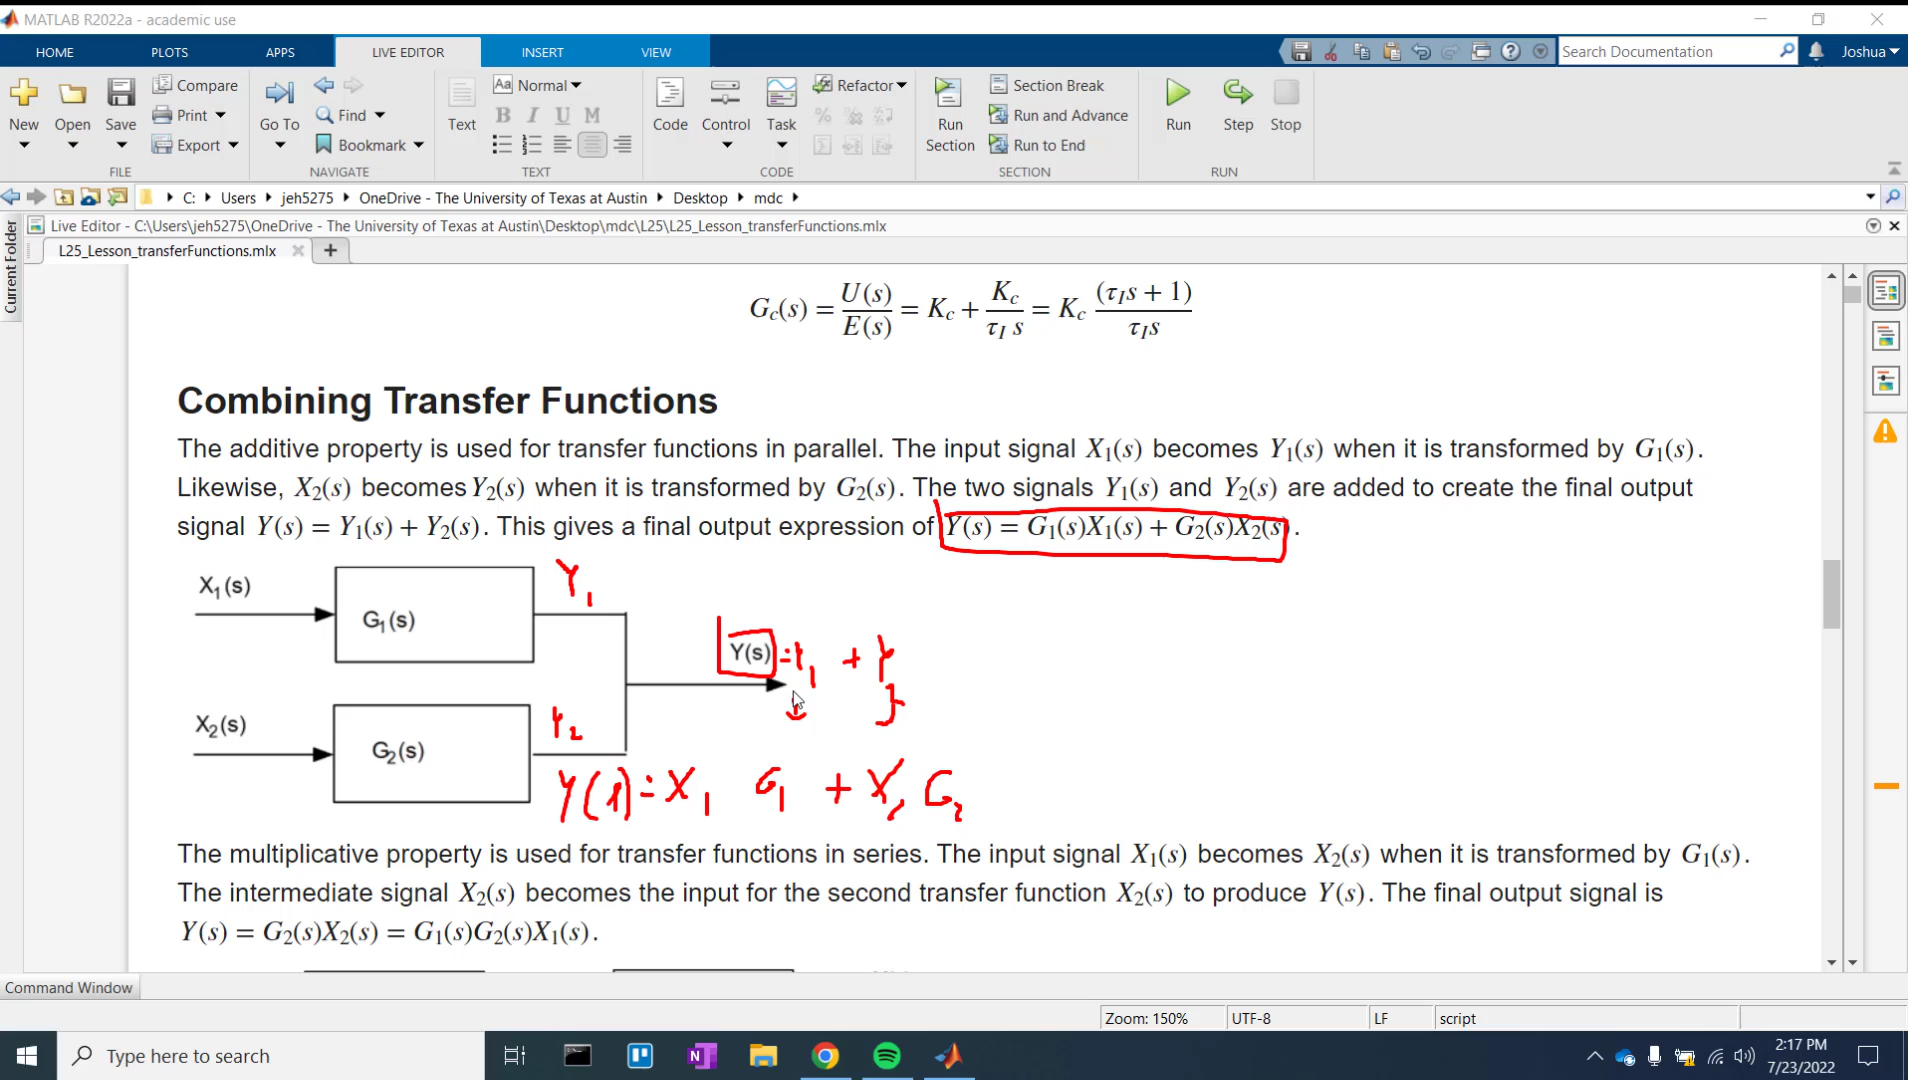 MATLAB R2022a - academic use
HOME PLOTS APPS LIVE EDITOR INSERT VIEW
Search Documentation
Joshua
New Open Save Compare Print Export
FILE
Go To Find Bookmark
NAVIGATE
Text Aa Normal
B I U M
TEXT
Code Control Task Refactor
CODE
Run Section
Section Break
Run and Advance
Run to End
SECTION
Run Step Stop
RUN
C: Users jeh5275 OneDrive - The University of Texas at Austin Desktop mdc
Current Folder
Live Editor - C:\Users\jeh5275\OneDrive - The University of Texas at Austin\Desktop\mdc\L25\L25_Lesson_transferFunctions.mlx
L25_Lesson_transferFunctions.mlx
G_c(s) = U(s)/E(s) = K_c + K_c/(τ_I s) = K_c (τ_I s + 1)/(τ_I s)
Combining Transfer Functions
The additive property is used for transfer functions in parallel. The input signal X₁(s) becomes Y₁(s) when it is transformed by G₁(s).
Likewise, X₂(s) becomes Y₂(s) when it is transformed by G₂(s). The two signals Y₁(s) and Y₂(s) are added to create the final output
signal Y(s) = Y₁(s) + Y₂(s). This gives a final output expression of Y(s) = G₁(s)X₁(s) + G₂(s)X₂(s).
X₁(s)
G₁(s)
Y₁
Y(s) = Y₁ + Y
X₂(s)
G₂(s)
Y₂
Y(s) = X₁ G₁ + X G₂
The multiplicative property is used for transfer functions in series. The input signal X₁(s) becomes X₂(s) when it is transformed by G₁(s).
The intermediate signal X₂(s) becomes the input for the second transfer function X₂(s) to produce Y(s). The final output signal is
Y(s) = G₂(s)X₂(s) = G₁(s)G₂(s)X₁(s).
Command Window
Zoom: 150% UTF-8 LF script
Type here to search
2:17 PM
7/23/2022